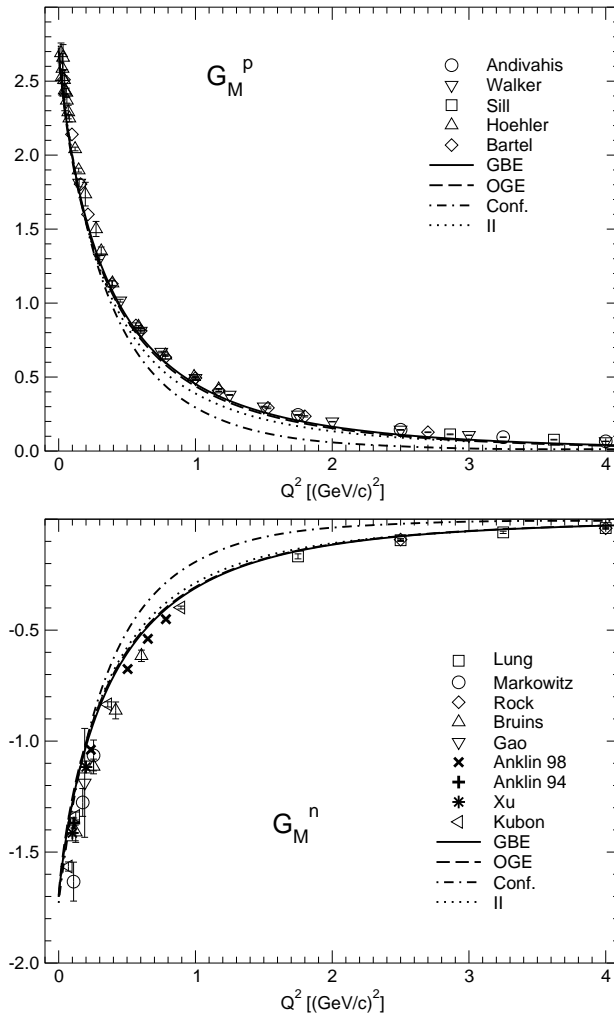 G_M^p
2.5
2.0
1.5
1.0
0.5
0.0
Andivahis
Walker
Sill
Hoehler
Bartel
GBE
OGE
Conf.
II
0 1 2 3 4
Q^2 [(GeV/c)^2]
-0.5
-1.0
-1.5
-2.0
G_M^n
Lung
Markowitz
Rock
Bruins
Gao
Anklin 98
Anklin 94
Xu
Kubon
GBE
OGE
Conf.
II
0 1 2 3 4
Q^2 [(GeV/c)^2]